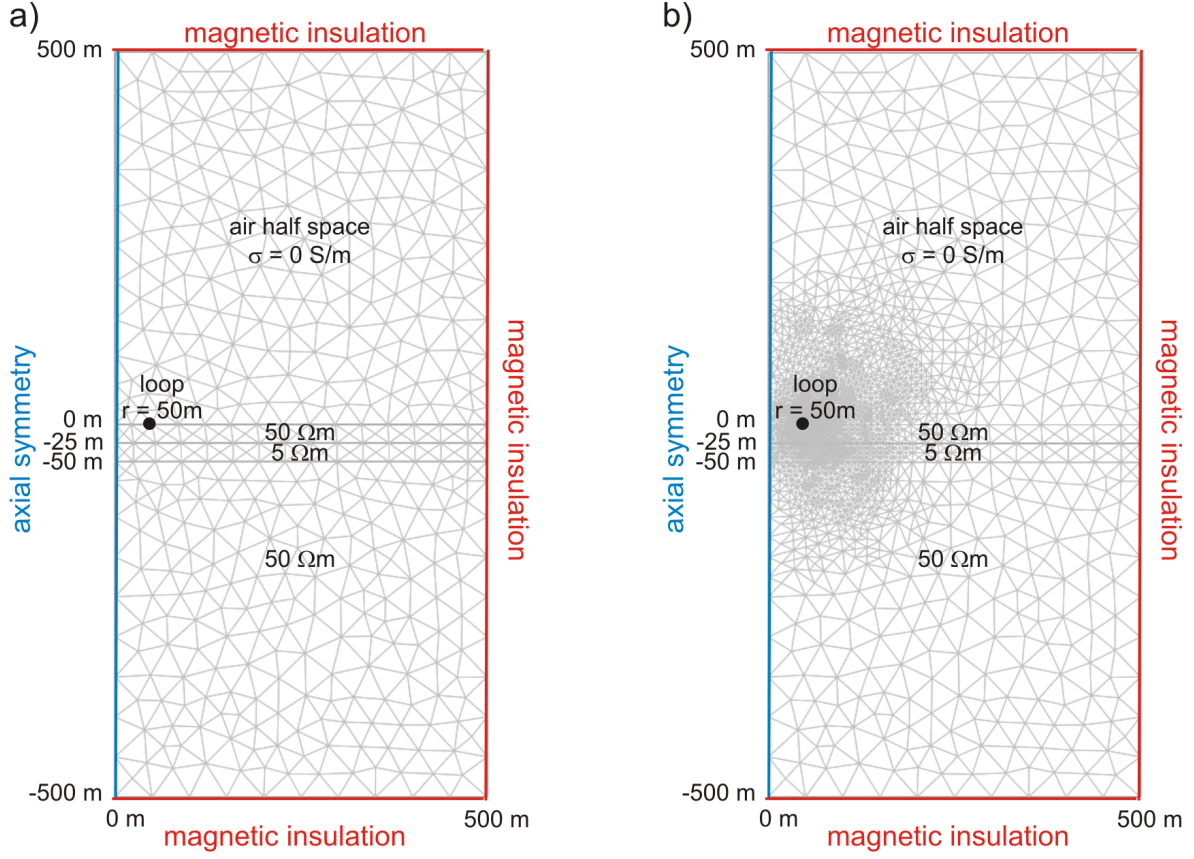 a)
magnetic insulation
500 m
air half space
σ = 0 S/m
axial symmetry
loop
r = 50m
0 m
-25 m
-50 m
50 Ωm
5 Ωm
50 Ωm
magnetic insulation
-500 m
0 m
500 m
magnetic insulation
b)
magnetic insulation
500 m
air half space
σ = 0 S/m
axial symmetry
loop
r = 50m
0 m
-25 m
-50 m
50 Ωm
5 Ωm
50 Ωm
magnetic insulation
-500 m
0 m
500 m
magnetic insulation